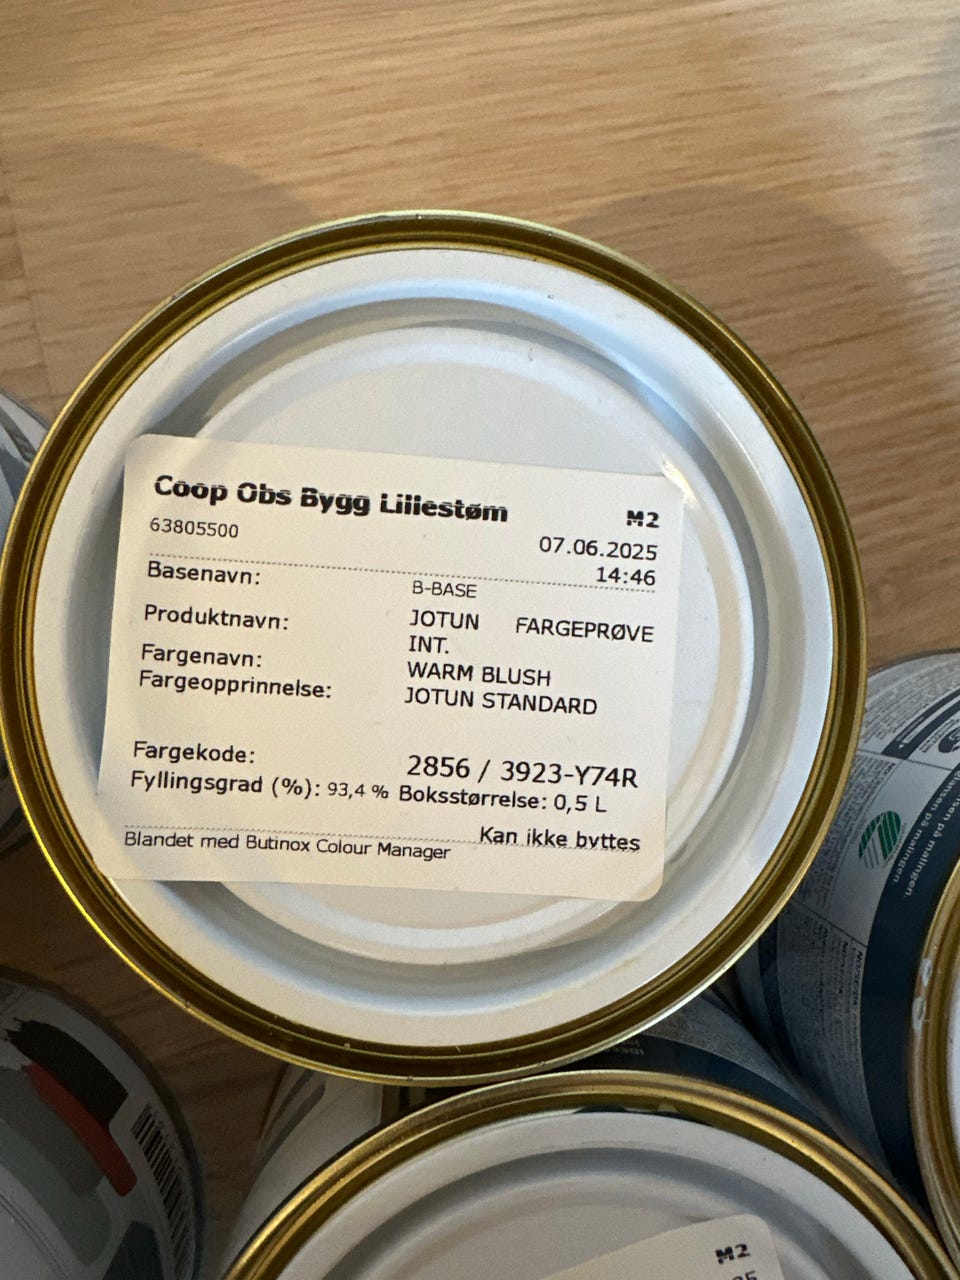 Coop Obs Bygg Lillestøm
M2
63805500
07.06.2025
14:46
Basenavn: B-BASE
Produktnavn: JOTUN FARGEPRØVE
INT.
Fargenavn: WARM BLUSH
Fargeopprinnelse: JOTUN STANDARD
Fargekode: 2856 / 3923-Y74R
Fyllingsgrad (%): 93,4 % Boksstørrelse: 0,5 L
Kan ikke byttes
Blandet med Butinox Colour Manager
på malingen.
M2